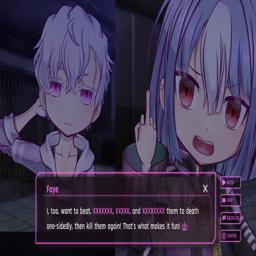 Faye
X
I, too, want to beat, XXXXXXX, XXXXX, and XXXXXXXX them to death
one-sidedly, then kill them again! That's what makes it fun!
AUTO
SKIP
BACKLOG
CONFIG